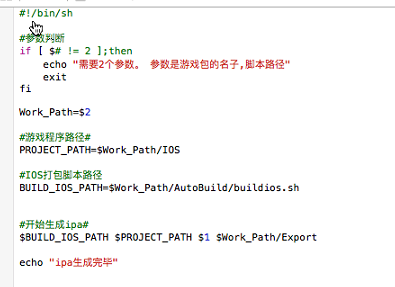 #!/bin/sh
#参数判断
if [ $# != 2 ];then
echo "需要2个参数。 参数是游戏包的名子,脚本路径"
exit
fi
Work_Path=$2
#游戏程序路径#
PROJECT_PATH=$Work_Path/IOS
#IOS打包脚本路径
BUILD_IOS_PATH=$Work_Path/AutoBuild/buildios.sh
#开始生成ipa#
$BUILD_IOS_PATH $PROJECT_PATH $1 $Work_Path/Export
echo "ipa生成完毕"